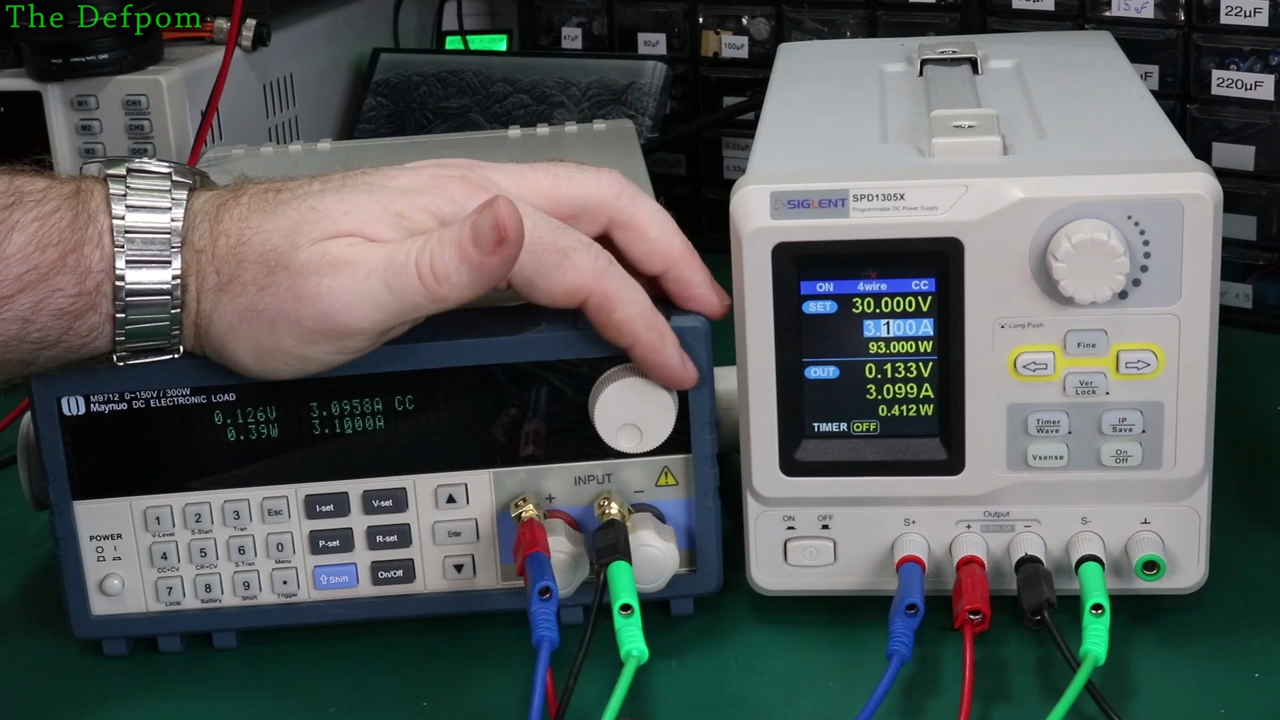 The Defpom
47µF
62µF
100µF
15µF
22µF
220µF
M1
CH1
M2
CH2
M3
OCP
SIGLENT SPD1305X
Programmable DC Power Supply
ON 4wire CC
SET 30.000V
3.100A
93.000W
OUT 0.133V
3.099A
0.412W
TIMER OFF
Long Push
Fine
Ver
Lock
Timer
Wave
IP
Save
Vsense
On
Off
ON OFF
S+
Output
+ −
S-
M9712 0~150V / 300W
Maynuo DC ELECTRONIC LOAD
0.126V 3.0958A CC
0.39W 3.1000A
INPUT
+ −
POWER
1 2 3 Esc
V-Level S-Start Tran
4 5 6 0
CC+CV CR+CV S-Tran Menu
7 8 9
Local Battery Short Trigger
I-set V-set
P-set R-set
Shift On/Off
Enter